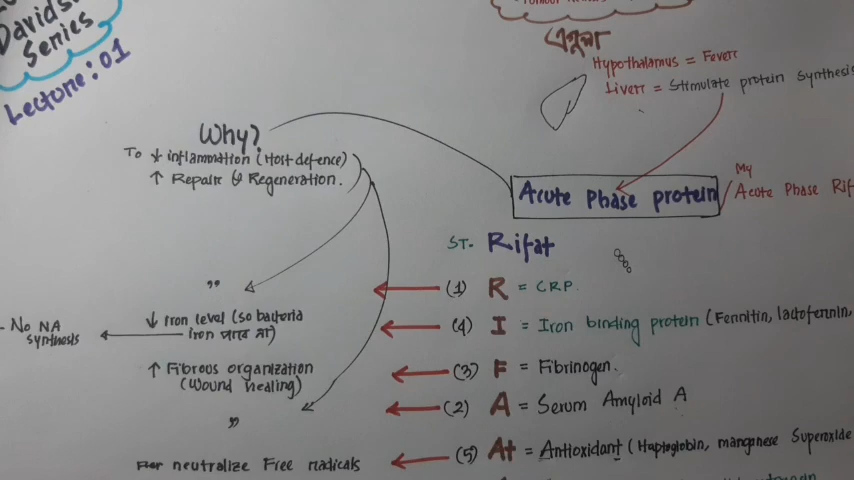 Davids
Series
Lecture: 01
এগুলা
Hypothalamus = Fever
Liver = Stimulate protein synthesis
Why?
To ↓ inflammation (Host defence)
↑ Repair & Regeneration.
Acute Phase protein
My
Acute Phase Rif
ST. Rifat
"
(1) R = CRP.
↓ Iron level (so bacteria
iron পাবে না)
- No NA
synthesis
(4) I = Iron binding protein (Ferritin, lactoferrin,
↑ Fibrous organization
(Wound healing)
(3) F = Fibrinogen.
(2) A = Serum Amyloid A
"
(5) At = Antioxidant (Haptoglobin, manganese Superoxide
neutralize Free radicals